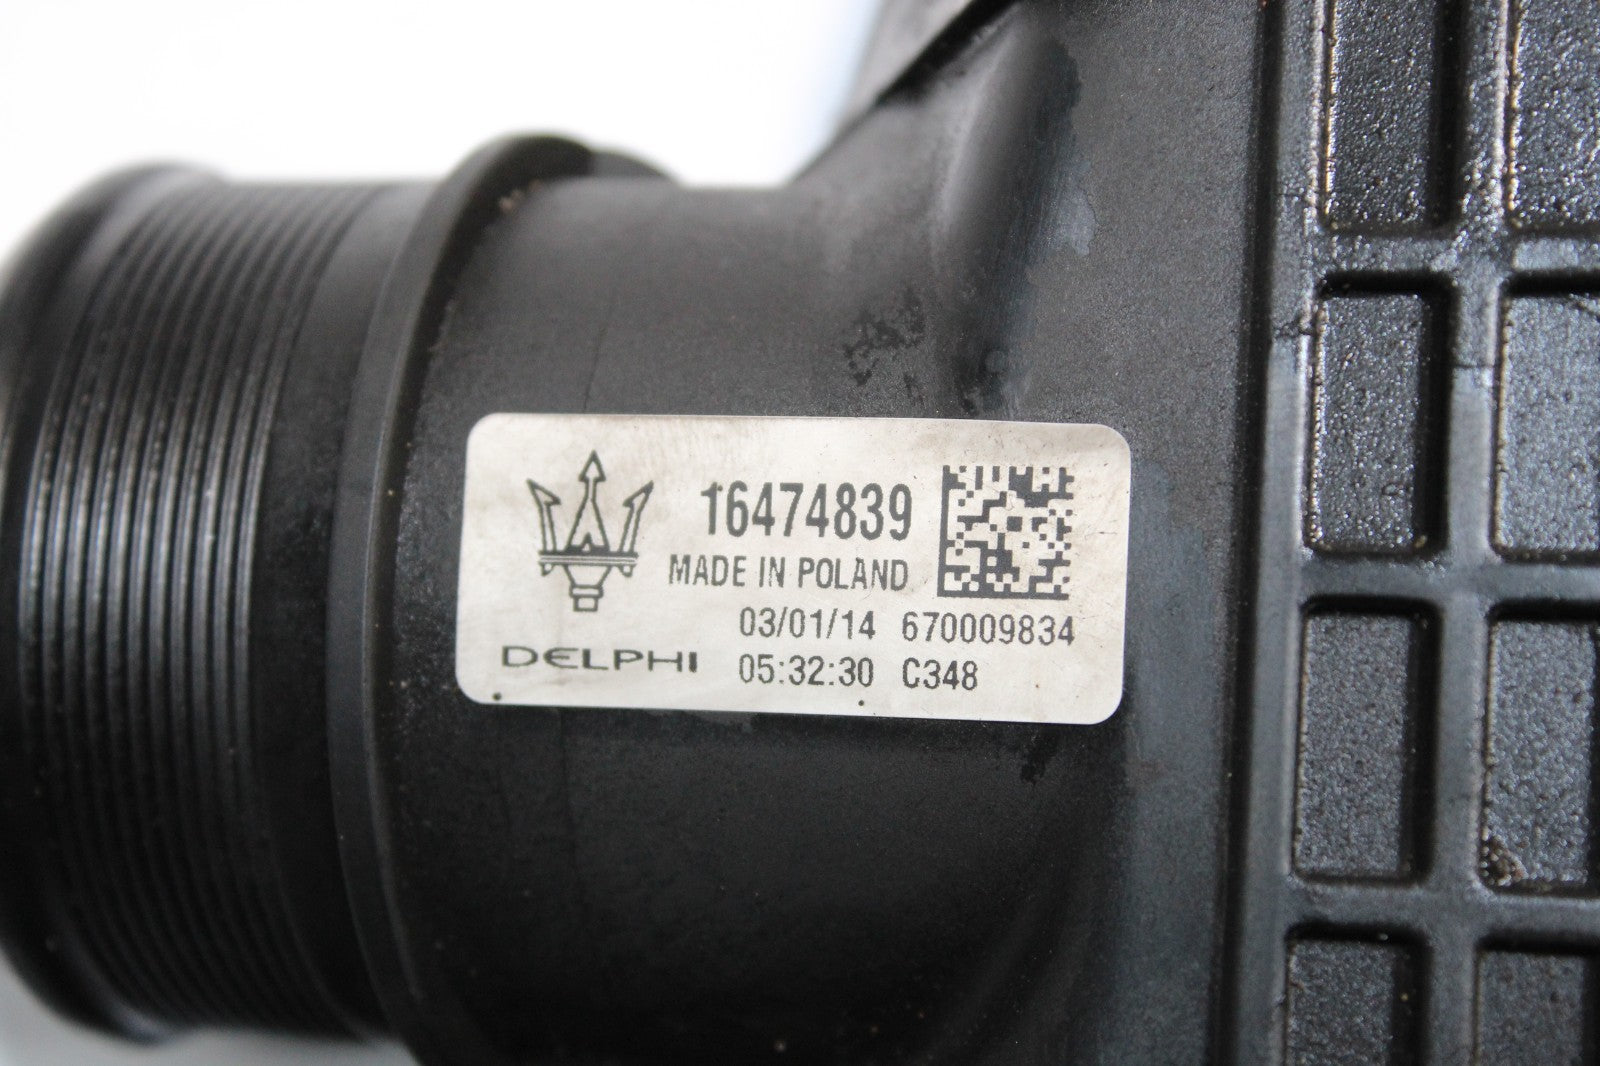 16474839
MADE IN POLAND
03/01/14 670009834
DELPHI 05:32:30 C348